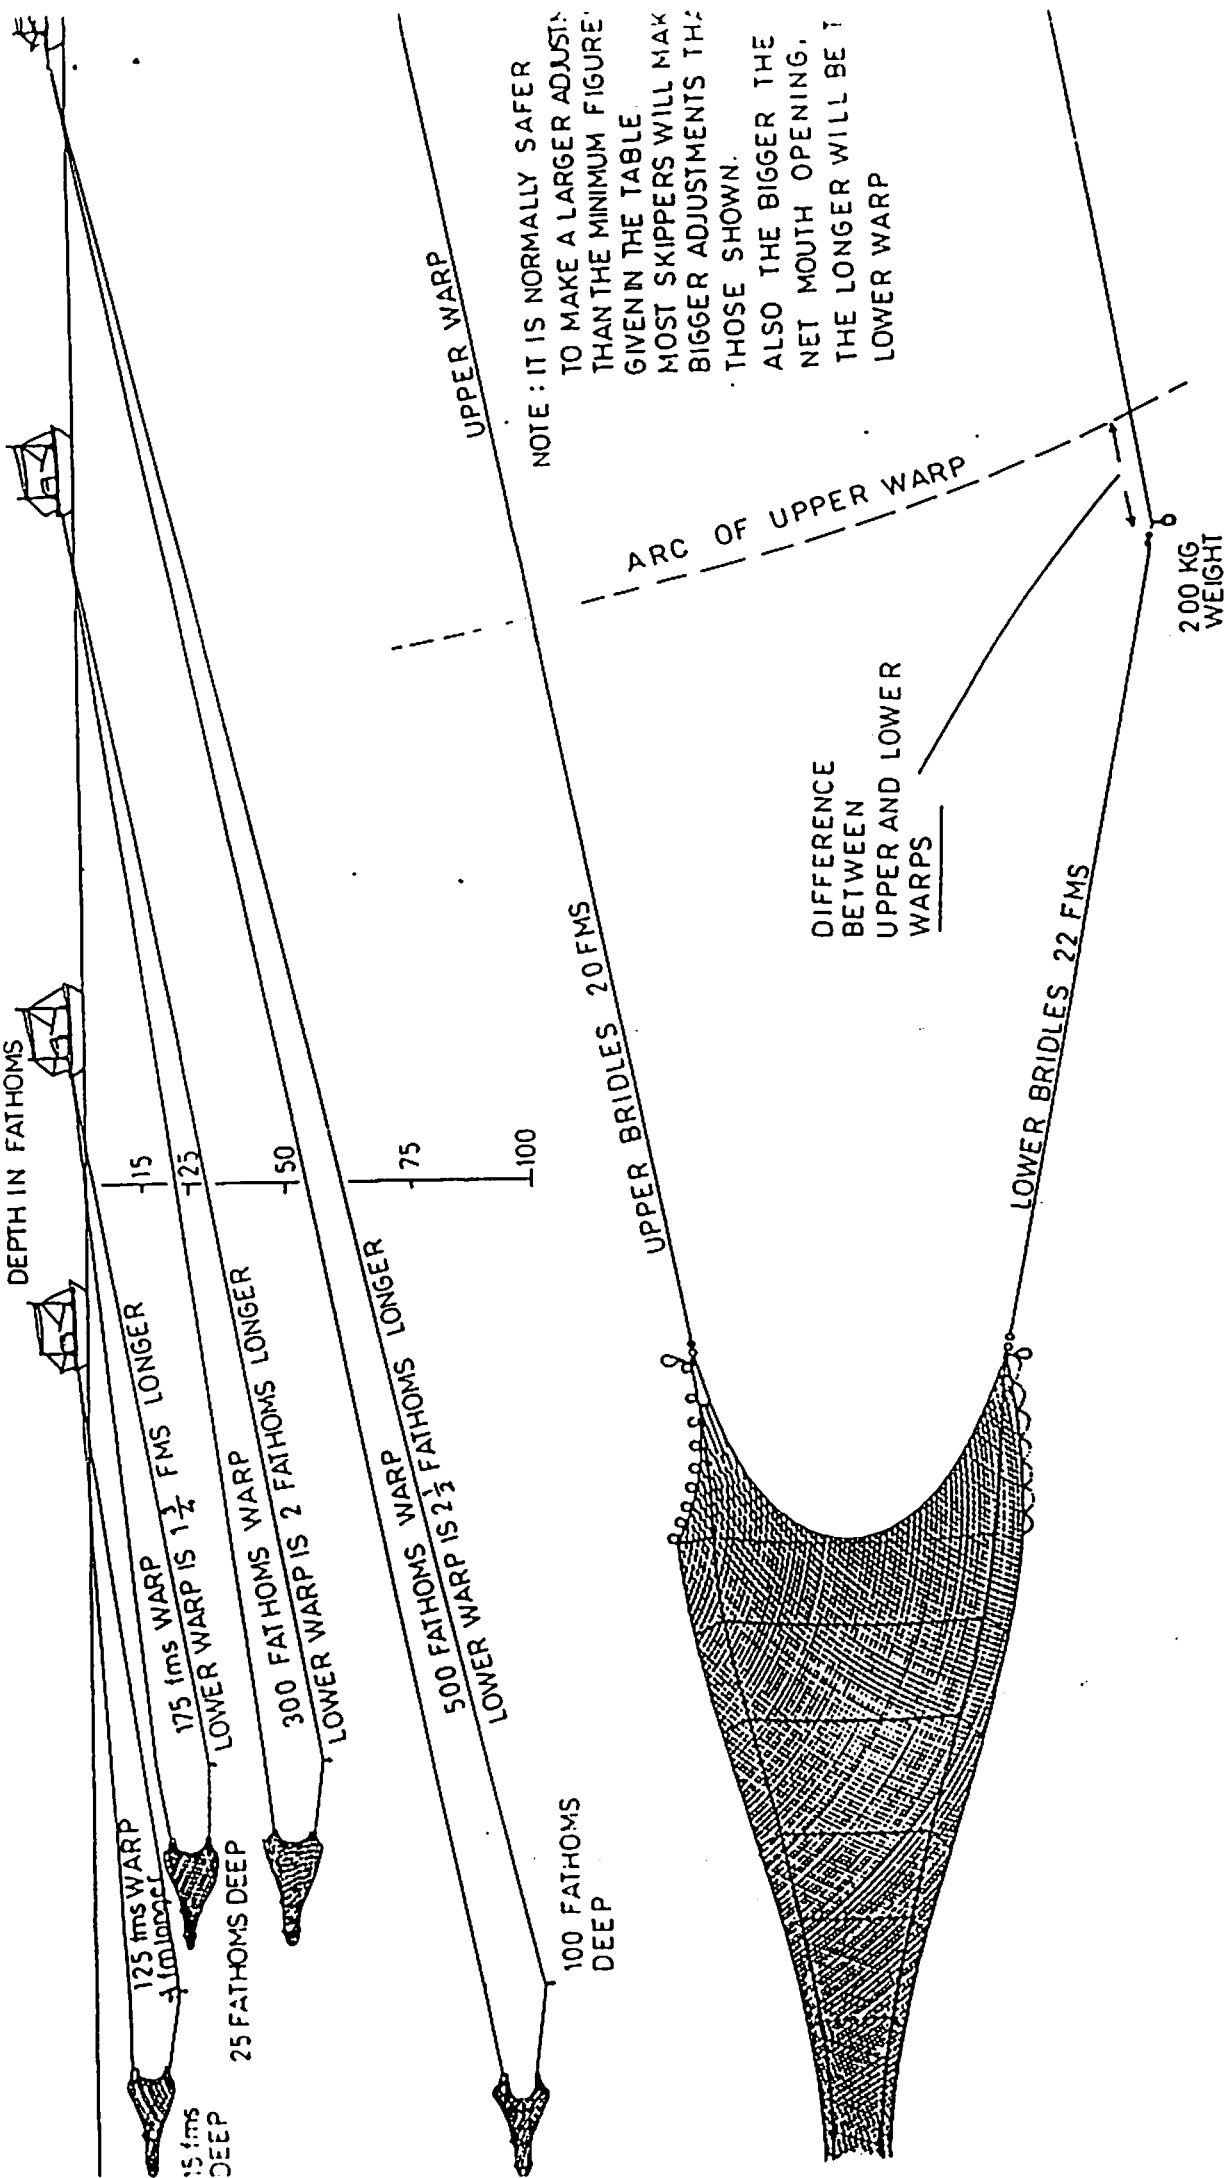 DEPTH IN FATHOMS
15
25
50
75
100
125 fms WARP
fm longer
15 fms
DEEP
175 fms WARP
LOWER WARP IS 1 3/4 FMS LONGER
25 FATHOMS DEEP
300 FATHOMS WARP
LOWER WARP IS 2 FATHOMS LONGER
500 FATHOMS WARP
LOWER WARP IS 2 1/2 FATHOMS LONGER
100 FATHOMS
DEEP
UPPER WARP
NOTE : IT IS NORMALLY SAFER
TO MAKE A LARGER ADJUSTM
THAN THE MINIMUM FIGURE
GIVEN IN THE TABLE.
MOST SKIPPERS WILL MAK
BIGGER ADJUSTMENTS THA
THOSE SHOWN.
ALSO THE BIGGER THE
NET MOUTH OPENING,
THE LONGER WILL BE T
LOWER WARP
ARC OF UPPER WARP
UPPER BRIDLES 20 FMS
DIFFERENCE
BETWEEN
UPPER AND LOWER
WARPS
LOWER BRIDLES 22 FMS
200 KG
WEIGHT